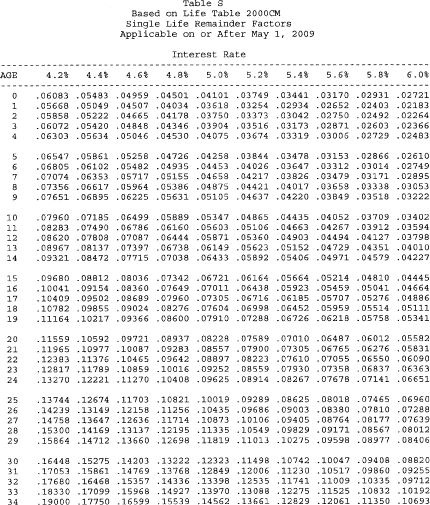 Table S
Based on Life Table 2000CM
Single Life Remainder Factors
Applicable on or After May 1, 2009
Interest Rate
AGE 4.2% 4.4% 4.6% 4.8% 5.0% 5.2% 5.4% 5.6% 5.8% 6.0%
0 .06083 .05483 .04959 .04501 .04101 .03749 .03441 .03170 .02931 .02721
1 .05668 .05049 .04507 .04034 .03618 .03254 .02934 .02652 .02403 .02183
2 .05858 .05222 .04665 .04178 .03750 .03373 .03042 .02750 .02492 .02264
3 .06072 .05420 .04848 .04346 .03904 .03516 .03173 .02871 .02603 .02366
4 .06303 .05634 .05046 .04530 .04075 .03674 .03319 .03006 .02729 .02483
5 .06547 .05861 .05258 .04726 .04258 .03844 .03478 .03153 .02866 .02610
6 .06805 .06102 .05482 .04935 .04453 .04026 .03647 .03312 .03014 .02749
7 .07074 .06353 .05717 .05155 .04658 .04217 .03826 .03479 .03171 .02895
8 .07356 .06617 .05964 .05386 .04875 .04421 .04017 .03658 .03338 .03053
9 .07651 .06895 .06225 .05631 .05105 .04637 .04220 .03849 .03518 .03222
10 .07960 .07185 .06499 .05889 .05347 .04865 .04435 .04052 .03709 .03402
11 .08283 .07490 .06786 .06160 .05603 .05106 .04663 .04267 .03912 .03594
12 .08620 .07808 .07087 .06444 .05871 .05360 .04903 .04494 .04127 .03798
13 .08967 .08137 .07397 .06738 .06149 .05623 .05152 .04729 .04351 .04010
14 .09321 .08472 .07715 .07038 .06433 .05892 .05406 .04971 .04579 .04227
15 .09680 .08812 .08036 .07342 .06721 .06164 .05664 .05214 .04810 .04445
16 .10041 .09154 .08360 .07649 .07011 .06438 .05923 .05459 .05041 .04664
17 .10409 .09502 .08689 .07960 .07305 .06716 .06185 .05707 .05276 .04886
18 .10782 .09855 .09024 .08276 .07604 .06998 .06452 .05959 .05514 .05111
19 .11164 .10217 .09366 .08600 .07910 .07288 .06726 .06218 .05758 .05341
20 .11559 .10592 .09721 .08937 .08228 .07589 .07010 .06487 .06012 .05582
21 .11965 .10977 .10087 .09283 .08557 .07900 .07305 .06765 .06276 .05831
22 .12383 .11376 .10465 .09642 .08897 .08223 .07610 .07055 .06550 .06090
23 .12817 .11789 .10859 .10016 .09252 .08559 .07930 .07358 .06837 .06363
24 .13270 .12221 .11270 .10408 .09625 .08914 .08267 .07678 .07141 .06651
25 .13744 .12674 .11703 .10821 .10019 .09289 .08625 .08018 .07465 .06960
26 .14239 .13149 .12158 .11256 .10435 .09686 .09003 .08380 .07810 .07288
27 .14758 .13647 .12636 .11714 .10873 .10106 .09405 .08764 .08177 .07639
28 .15300 .14169 .13137 .12195 .11335 .10549 .09829 .09171 .08567 .08012
29 .15864 .14712 .13660 .12698 .11819 .11013 .10275 .09598 .08977 .08406
30 .16448 .15275 .14203 .13222 .12323 .11498 .10742 .10047 .09408 .08820
31 .17053 .15861 .14769 .13768 .12849 .12006 .11230 .10517 .09860 .09255
32 .17680 .16468 .15357 .14336 .13398 .12535 .11741 .11009 .10335 .09712
33 .18330 .17099 .15968 .14927 .13970 .13088 .12275 .11525 .10832 .10192
34 .19000 .17750 .16599 .15539 .14562 .13661 .12829 .12061 .11350 .10693